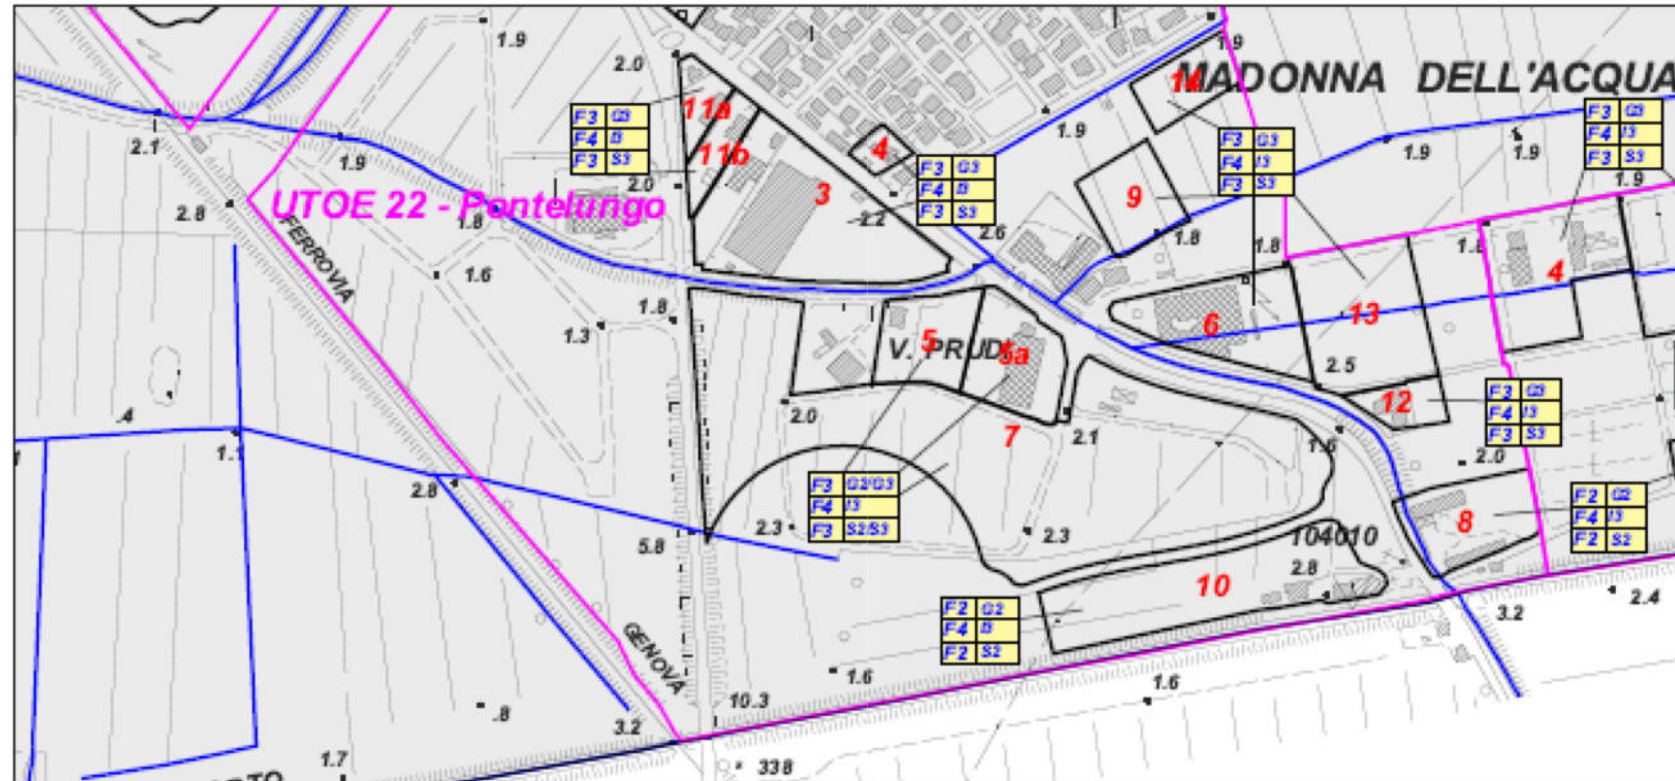 1.9
2.0
1.9
MADONNA DELL'ACQUA
14
11a
F3 G3
F4 I3
F3 S3
2.1
1.9
11b
4
1.9
F3 G3
F4 I3
F3 S3
1.9
1.9
F3 G3
F4 I3
F3 S3
F3 G3
F4 I3
F3 S3
2.0
3
9
1.9
UTOE 22 - Pontelungo
2.8
1.8
2.2
2.6
1.8
1.8
1.8
FERROVIA
1.6
4
1.8
1.3
5
V. PRUDI
5a
6
13
2.5
.4
2.0
7
2.1
12
F3 G3
F4 I3
F3 S3
1.6
1.1
2.0
2.8
F3 G2/G3
F4 I3
F3 S2/S3
F2 G2
F4 I3
F2 S2
8
5.8
2.3
2.3
104010
2.8
10
F2 G2
F4 I3
F2 S2
3.2
2.4
GENOVA
1.6
1.6
.8
3.2
10.3
1.7
338